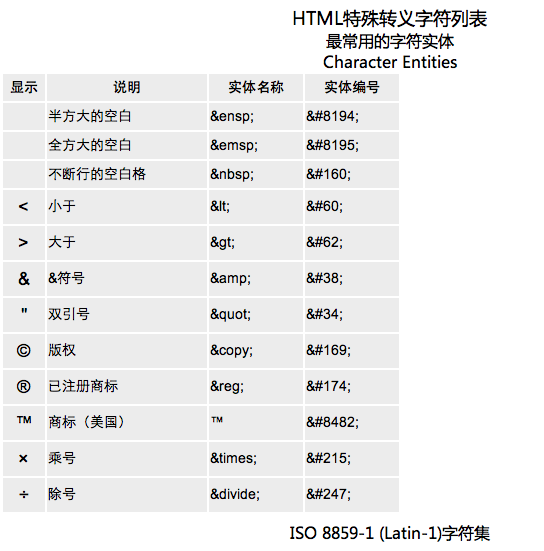 HTML特殊转义字符列表
最常用的字符实体
Character Entities
显示 说明 实体名称 实体编号
半方大的空白 &ensp; &#8194;
全方大的空白 &emsp; &#8195;
不断行的空白格 &nbsp; &#160;
< 小于 &lt; &#60;
> 大于 &gt; &#62;
& &符号 &amp; &#38;
" 双引号 &quot; &#34;
© 版权 &copy; &#169;
® 已注册商标 &reg; &#174;
™ 商标（美国） ™ &#8482;
× 乘号 &times; &#215;
÷ 除号 &divide; &#247;
ISO 8859-1 (Latin-1)字符集